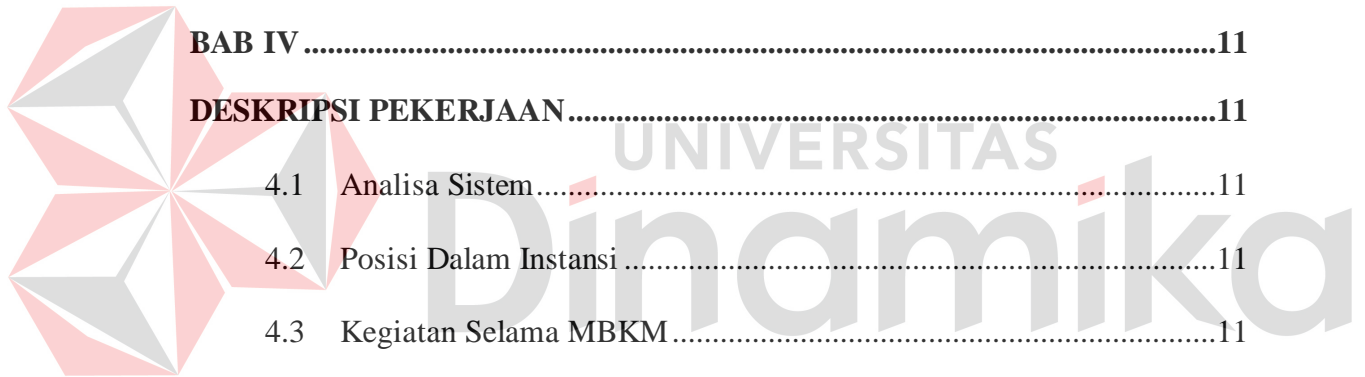 BAB IV ........................................................................................................ 11
DESKRIPSI PEKERJAAN ........................................................................ 11
UNIVERSITAS
Dinamika
4.1 Analisa Sistem ............................................................................ 11
4.2 Posisi Dalam Instansi ................................................................. 11
4.3 Kegiatan Selama MBKM ........................................................... 11